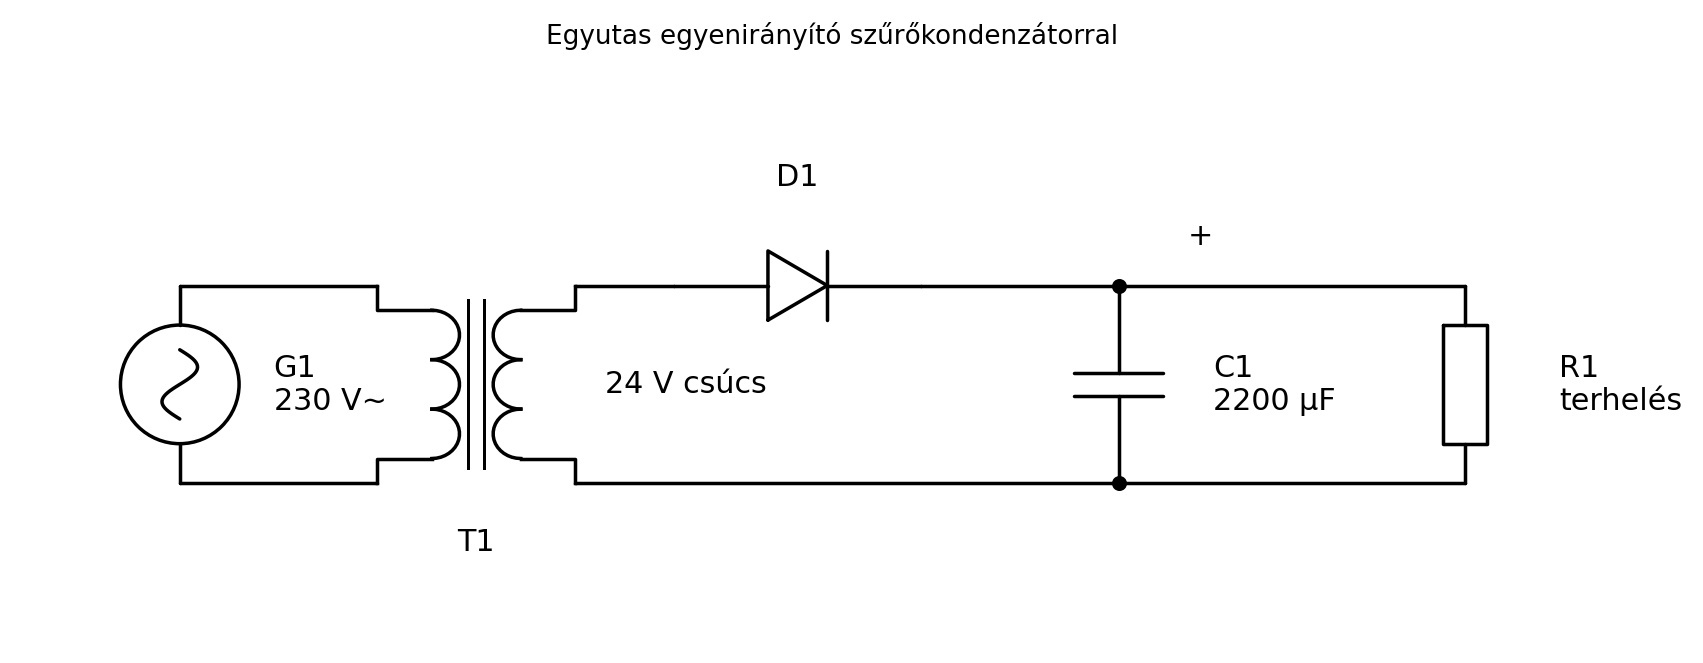 Egyutas egyenirányító szűrőkondenzátorral
D1
+
G1
230 V~
24 V csúcs
C1
2200 µF
R1
terhelés
T1